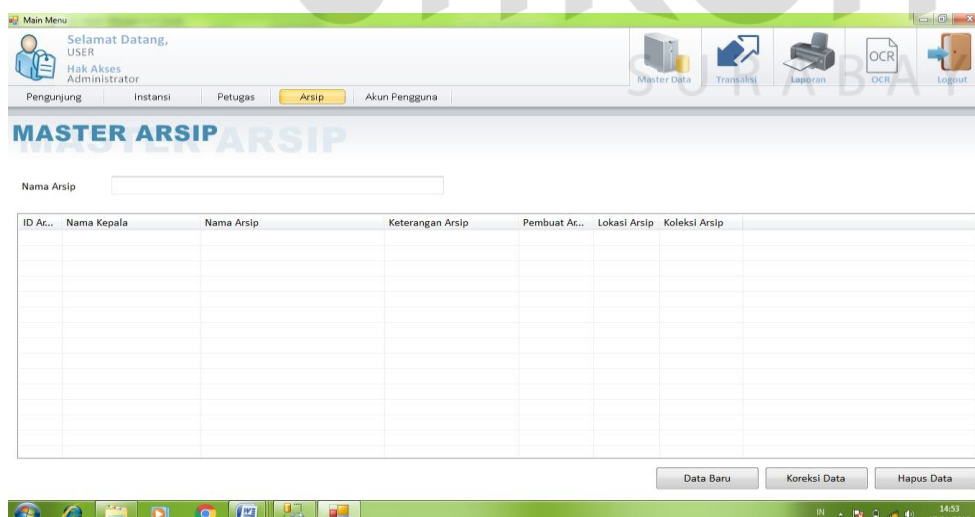 Main Menu
Selamat Datang,
USER
Hak Akses
Administrator
Master Data
Transaksi
Laporan
OCR
OCR
Logout
SURABAY
Pengunjung Instansi Petugas Arsip Akun Pengguna
MASTER ARSIP
Nama Arsip
ID Ar... Nama Kepala Nama Arsip Keterangan Arsip Pembuat Ar... Lokasi Arsip Koleksi Arsip
Data Baru Koreksi Data Hapus Data
IN 14:53